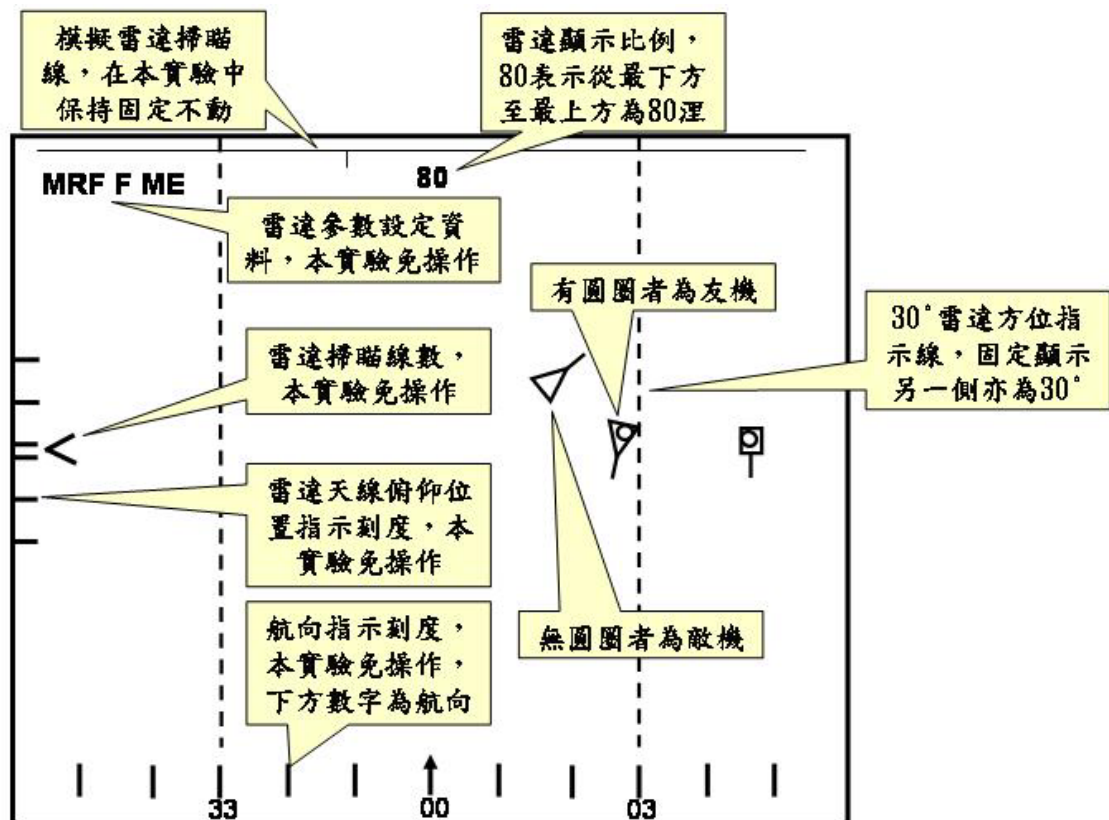 模擬雷達掃瞄
線，在本實驗中
保持固定不動
雷達顯示比例，
80表示從最下方
至最上方為80浬
MRF F ME
80
雷達參數設定資
料，本實驗免操作
有圓圈者為友機
30°雷達方位指
示線，固定顯示
另一側亦為30°
雷達掃瞄線數，
本實驗免操作
雷達天線俯仰位
置指示刻度，本
實驗免操作
無圓圈者為敵機
航向指示刻度，
本實驗免操作，
下方數字為航向
33
00
03